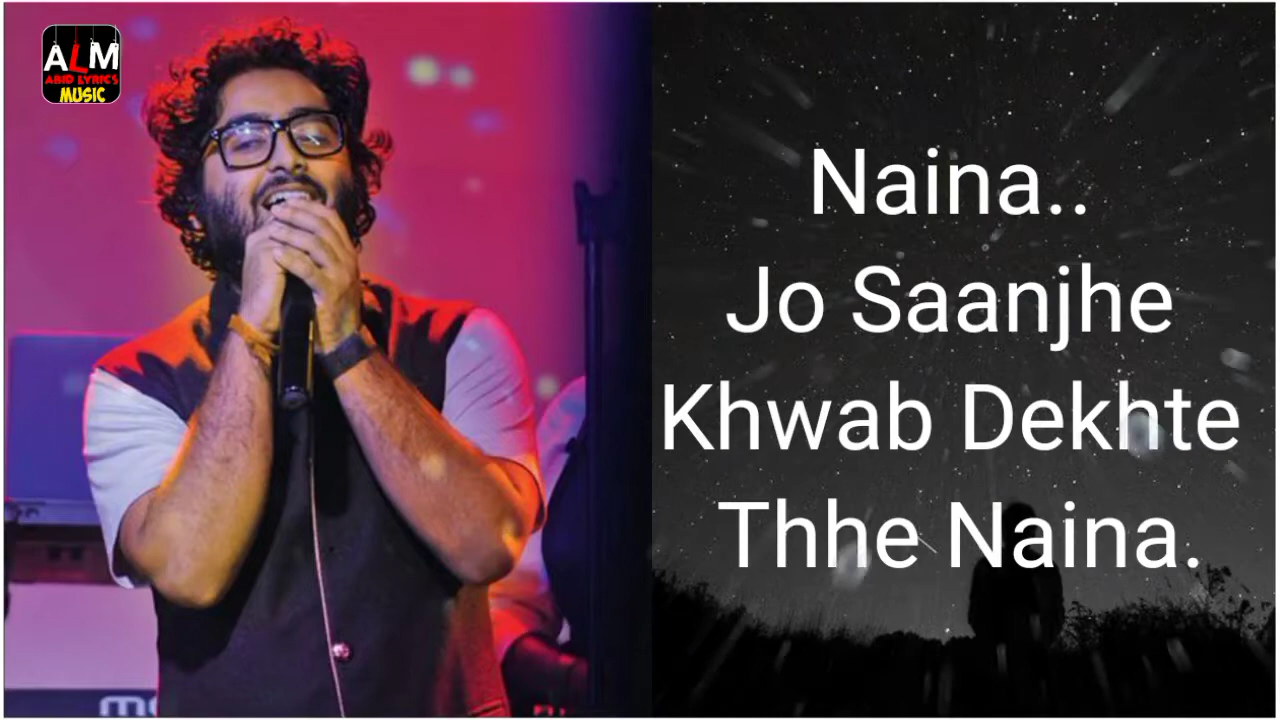 ALM
ABID LYRICS
MUSIC
Naina..
Jo Saanjhe
Khwab Dekhte
Thhe Naina.